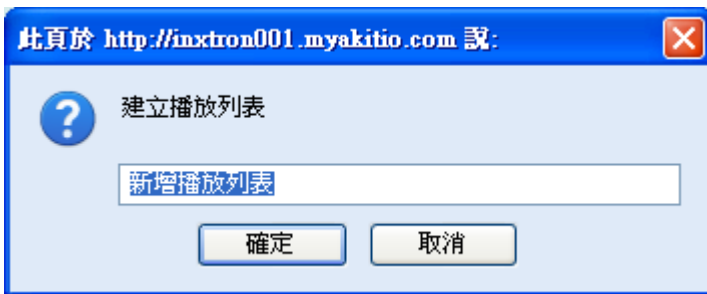 此頁於 http://inxtron001.myakitio.com 說:
建立播放列表
新增播放列表
確定
取消